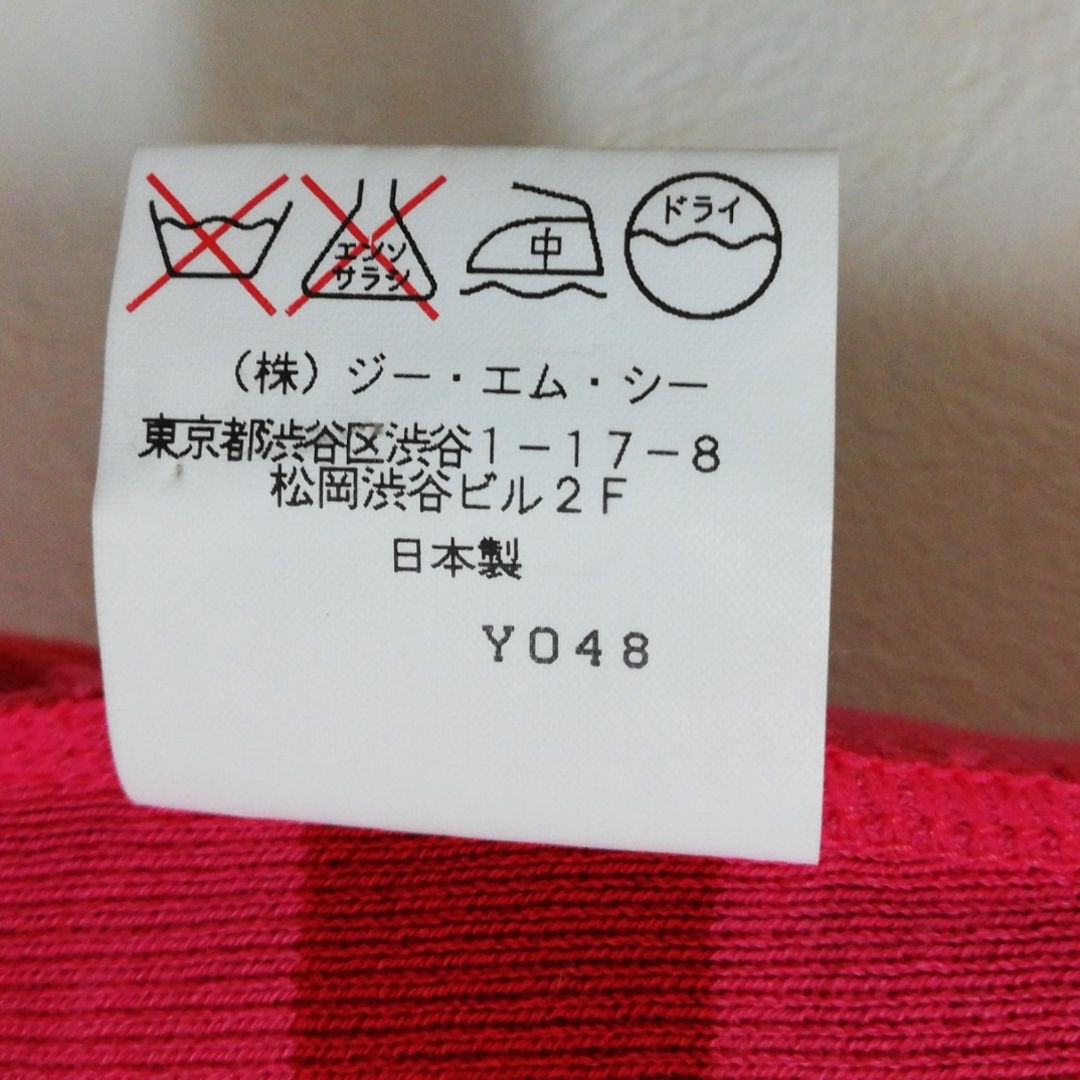 エンソ
サラシ
中
ドライ
(株)ジー・エム・シー
東京都渋谷区渋谷1-17-8
松岡渋谷ビル2F
日本製
Y048